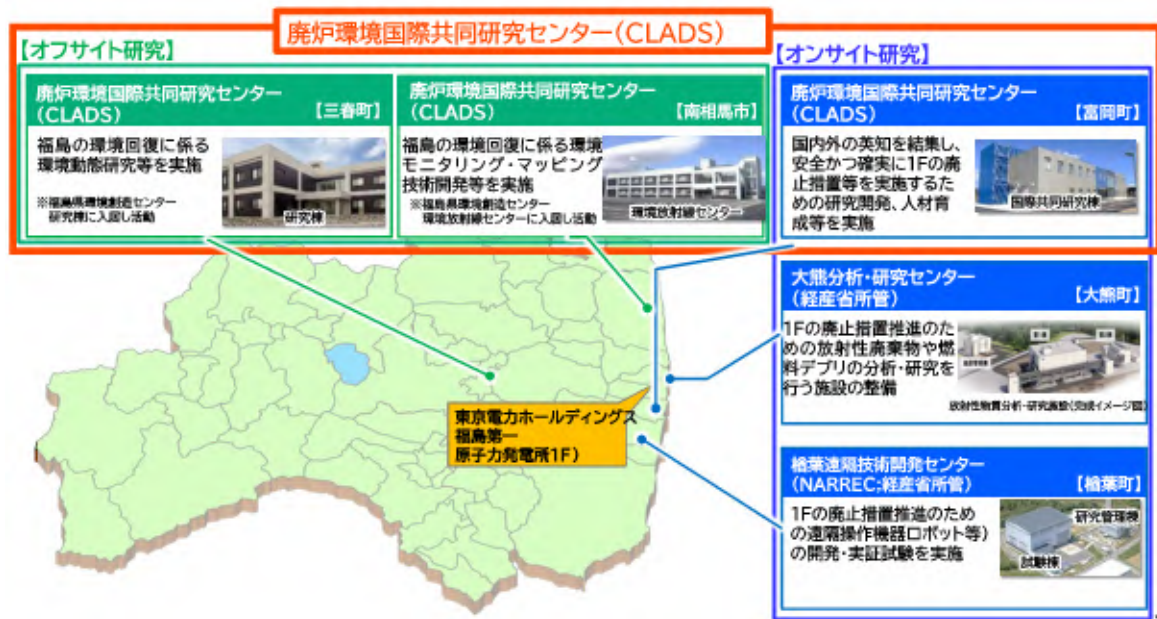 廃炉環境国際共同研究センター(CLADS)
【オフサイト研究】
廃炉環境国際共同研究センター
(CLADS)
【三春町】
福島の環境回復に係る
環境動態研究等を実施
※福島県環境創造センター
研究棟に入居し活動
研究棟
廃炉環境国際共同研究センター
(CLADS)
【南相馬市】
福島の環境回復に係る環境
モニタリング・マッピング
技術開発等を実施
※福島県環境創造センター
環境放射線センターに入居し活動
環境放射線センター
【オンサイト研究】
廃炉環境国際共同研究センター
(CLADS)
【富岡町】
国内外の英知を結集し、
安全かつ確実に1Fの廃
止措置等を実施するた
めの研究開発、人材育
成等を実施
国際共同研究棟
大熊分析・研究センター
(経産省所管)
【大熊町】
1Fの廃止措置推進のた
めの放射性廃棄物や燃
料デブリの分析・研究を
行う施設の整備
放射性物質分析・研究施設(完成イメージ図)
楢葉遠隔技術開発センター
(NARREC;経産省所管)
【楢葉町】
1Fの廃止措置推進のため
の遠隔操作機器ロボット等)
の開発・実証試験を実施
研究管理棟
試験棟
東京電力ホールディングス
福島第一
原子力発電所1F)